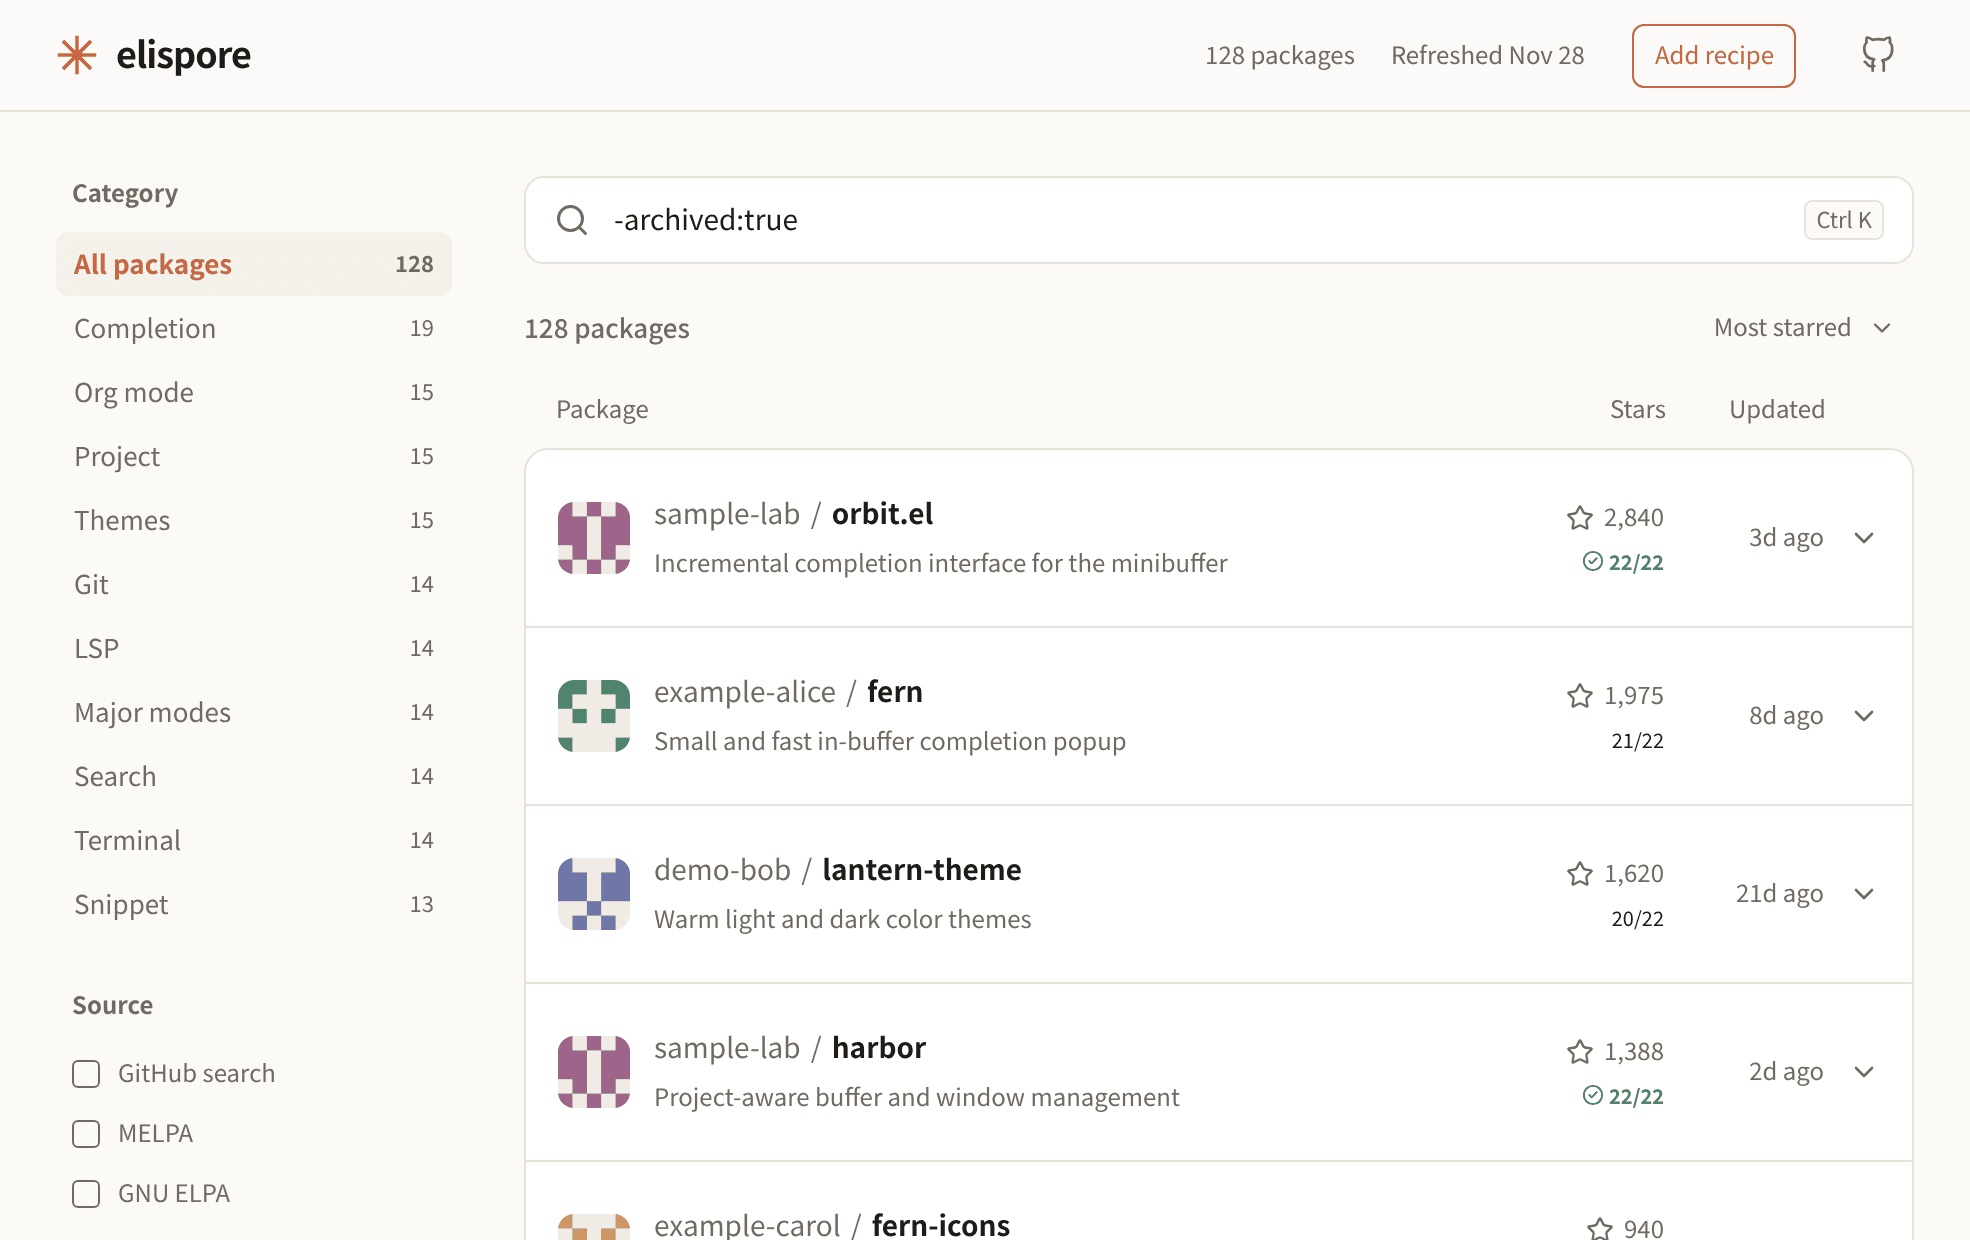 elispore
128 packages
Refreshed Nov 28
Add recipe
Category
All packages 128
Completion 19
Org mode 15
Project 15
Themes 15
Git 14
LSP 14
Major modes 14
Search 14
Terminal 14
Snippet 13
Source
GitHub search
MELPA
GNU ELPA
-archived:true
Ctrl K
128 packages
Most starred
Package Stars Updated
sample-lab / orbit.el
Incremental completion interface for the minibuffer
2,840
22/22
3d ago
example-alice / fern
Small and fast in-buffer completion popup
1,975
21/22
8d ago
demo-bob / lantern-theme
Warm light and dark color themes
1,620
20/22
21d ago
sample-lab / harbor
Project-aware buffer and window management
1,388
22/22
2d ago
example-carol / fern-icons
940